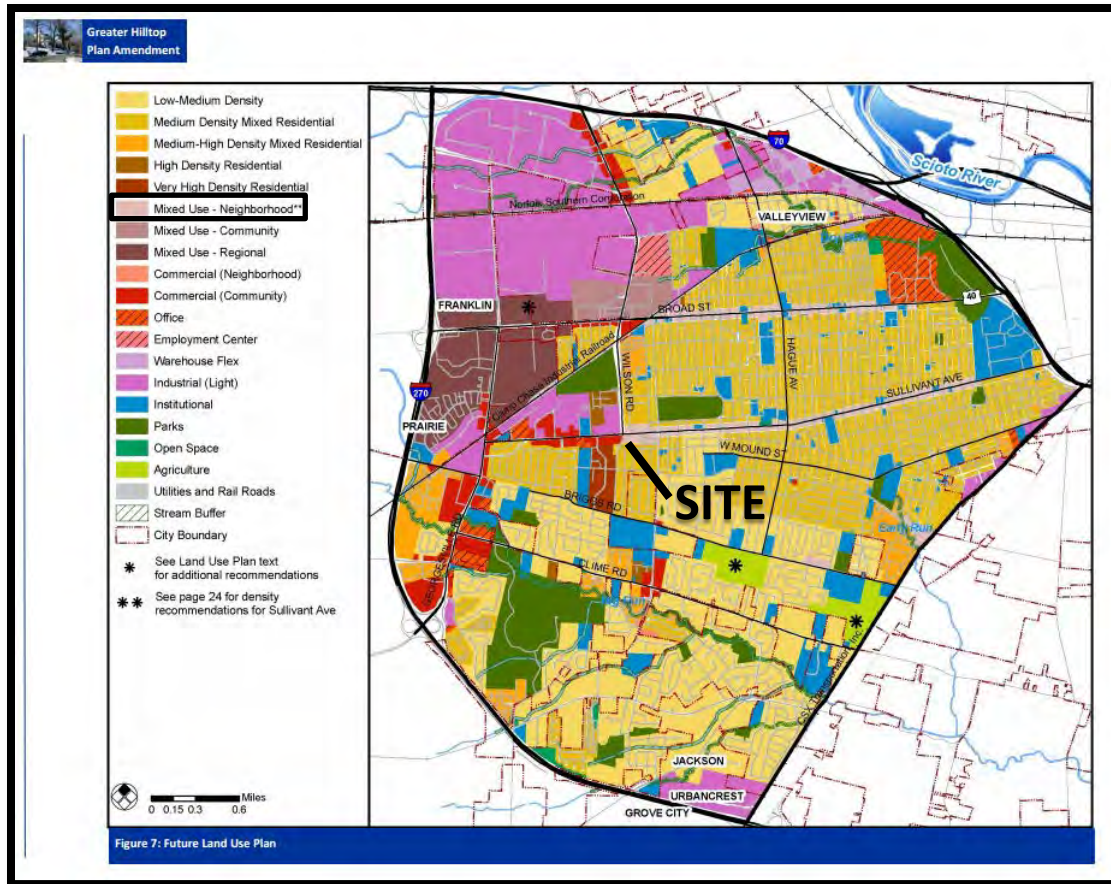 Greater Hilltop
Plan Amendment
Low-Medium Density
Medium Density Mixed Residential
Medium-High Density Mixed Residential
High Density Residential
Very High Density Residential
Mixed Use - Neighborhood**
Mixed Use - Community
Mixed Use - Regional
Commercial (Neighborhood)
Commercial (Community)
Office
Employment Center
Warehouse Flex
Industrial (Light)
Institutional
Parks
Open Space
Agriculture
Utilities and Rail Roads
Stream Buffer
City Boundary
* See Land Use Plan text
for additional recommendations
** See page 24 for density
recommendations for Sullivant Ave
Miles
0 0.15 0.3 0.6
70
Scioto River
Norfolk Southern
VALLEYVIEW
FRANKLIN
BROAD ST
40
Camp Chase Industrial Railroad
WILSON RD
HAGUE AV
SULLIVANT AVE
270
PRAIRIE
W MOUND ST
SITE
BRIGGS RD
CLIME RD
JACKSON
URBANCREST
GROVE CITY
Figure 7: Future Land Use Plan